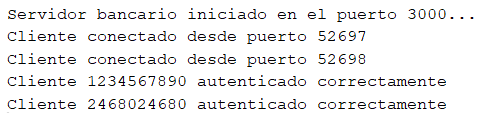 Servidor bancario iniciado en el puerto 3000...
Cliente conectado desde puerto 52697
Cliente conectado desde puerto 52698
Cliente 1234567890 autenticado correctamente
Cliente 2468024680 autenticado correctamente